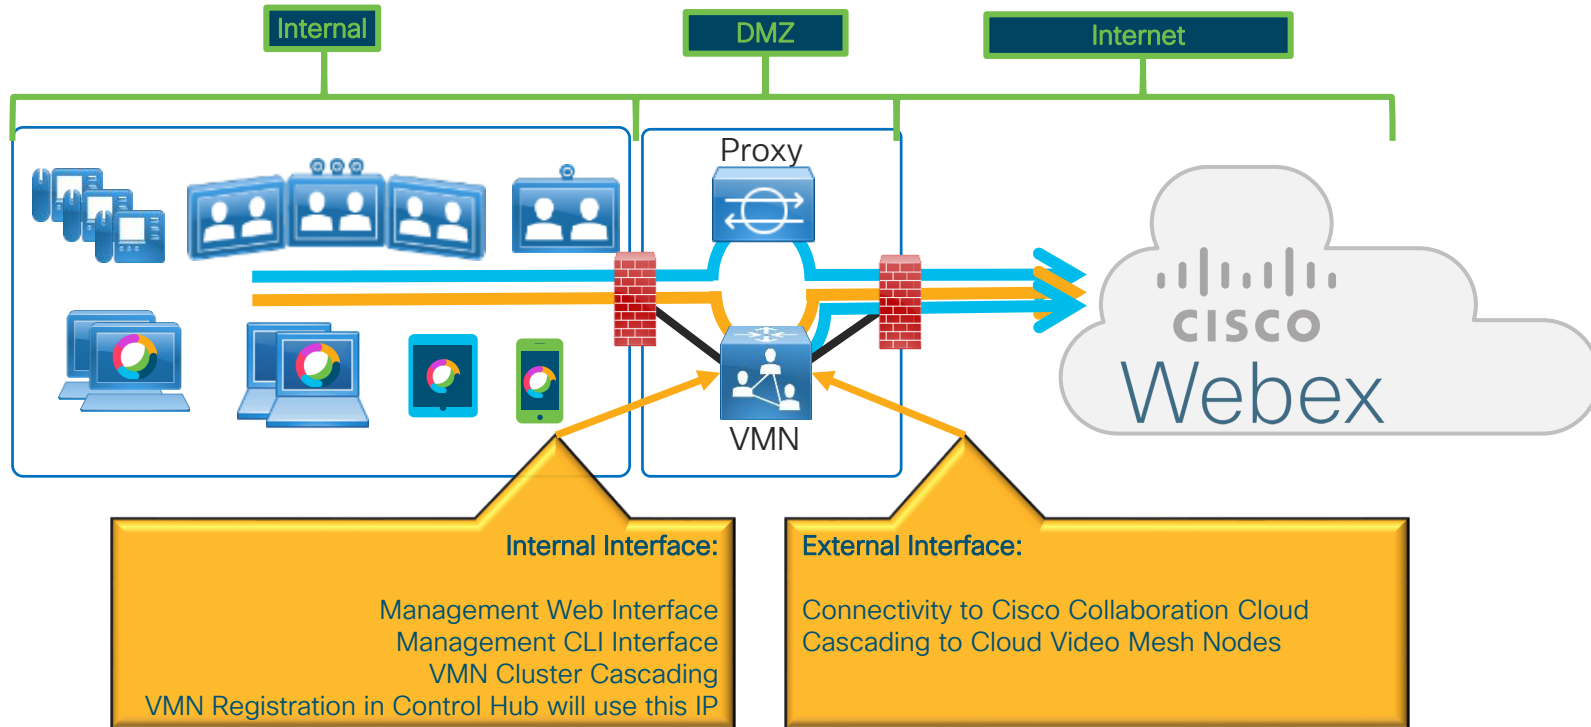 Internal
DMZ
Internet
Proxy
VMN
CISCO
Webex
Internal Interface:
Management Web Interface
Management CLI Interface
VMN Cluster Cascading
VMN Registration in Control Hub will use this IP
External Interface:
Connectivity to Cisco Collaboration Cloud
Cascading to Cloud Video Mesh Nodes